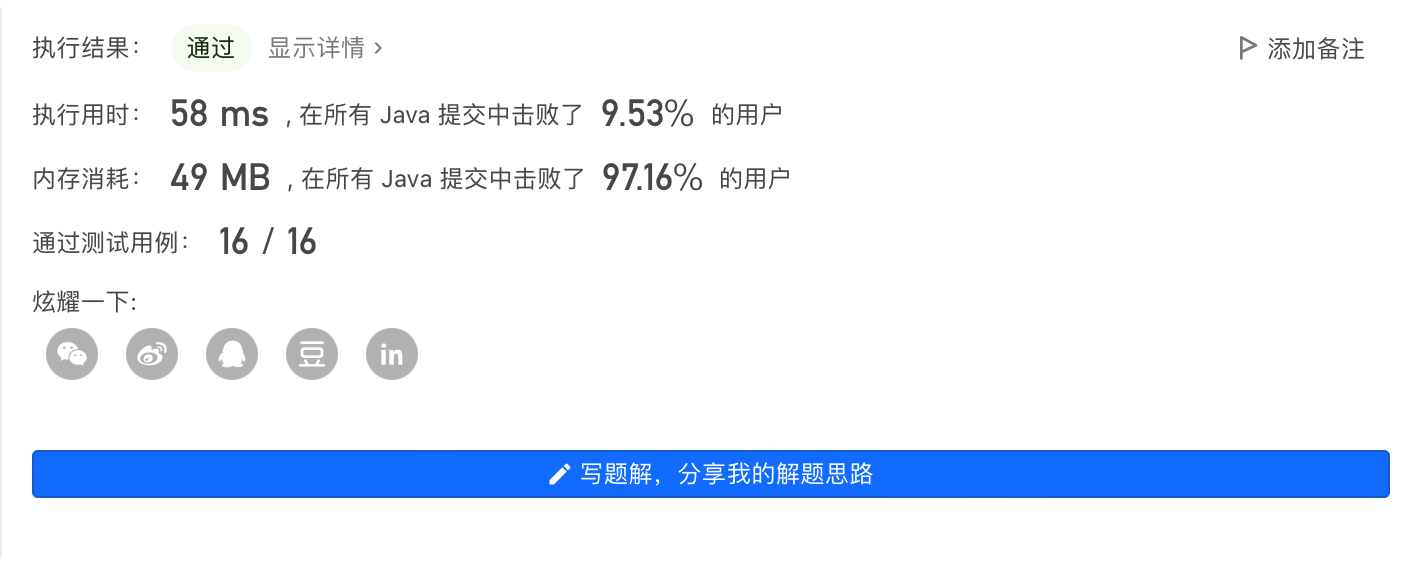 执行结果： 通过 显示详情 > 添加备注
执行用时： 58 ms , 在所有 Java 提交中击败了 9.53% 的用户
内存消耗： 49 MB , 在所有 Java 提交中击败了 97.16% 的用户
通过测试用例： 16 / 16
炫耀一下:
豆 in
写题解，分享我的解题思路